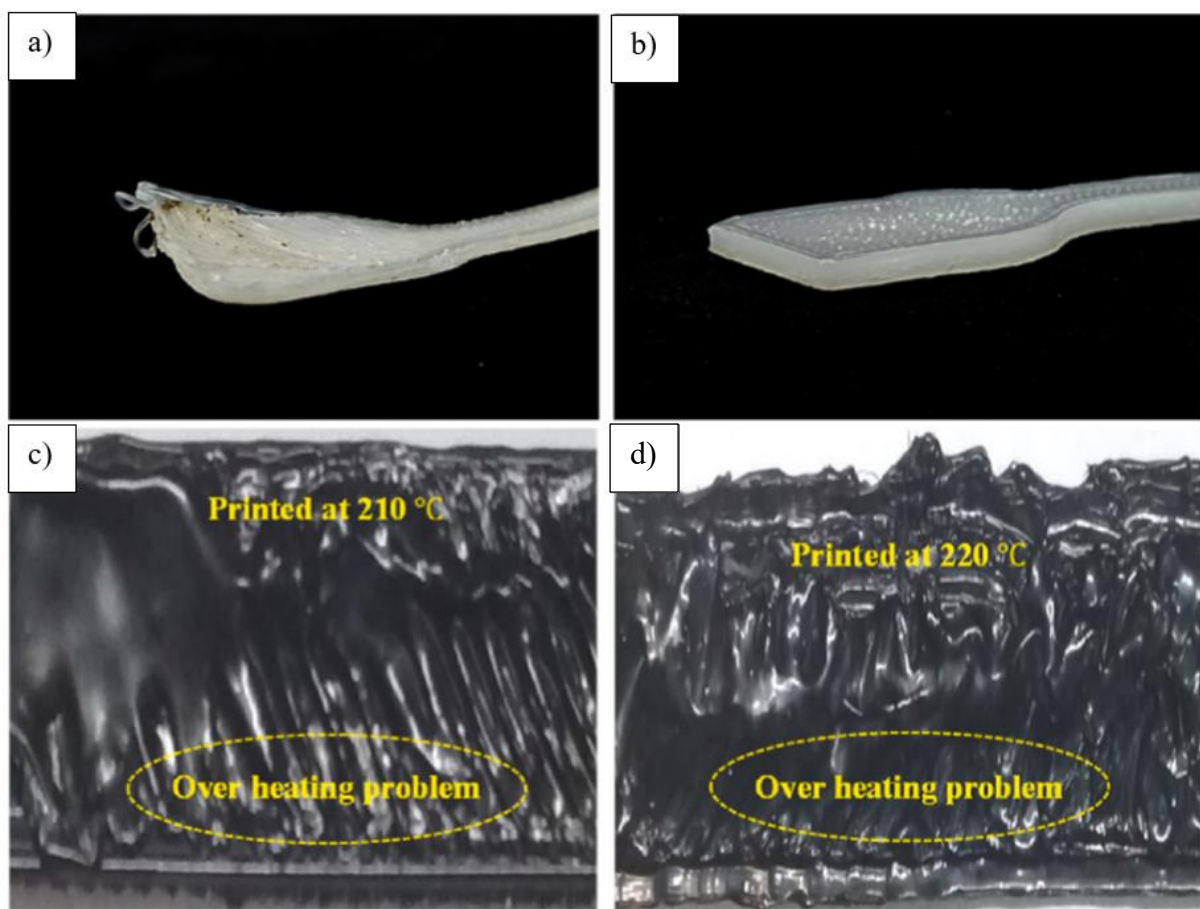 a)
b)
c)
Printed at 210 °C
Over heating problem
d)
Printed at 220 °C
Over heating problem